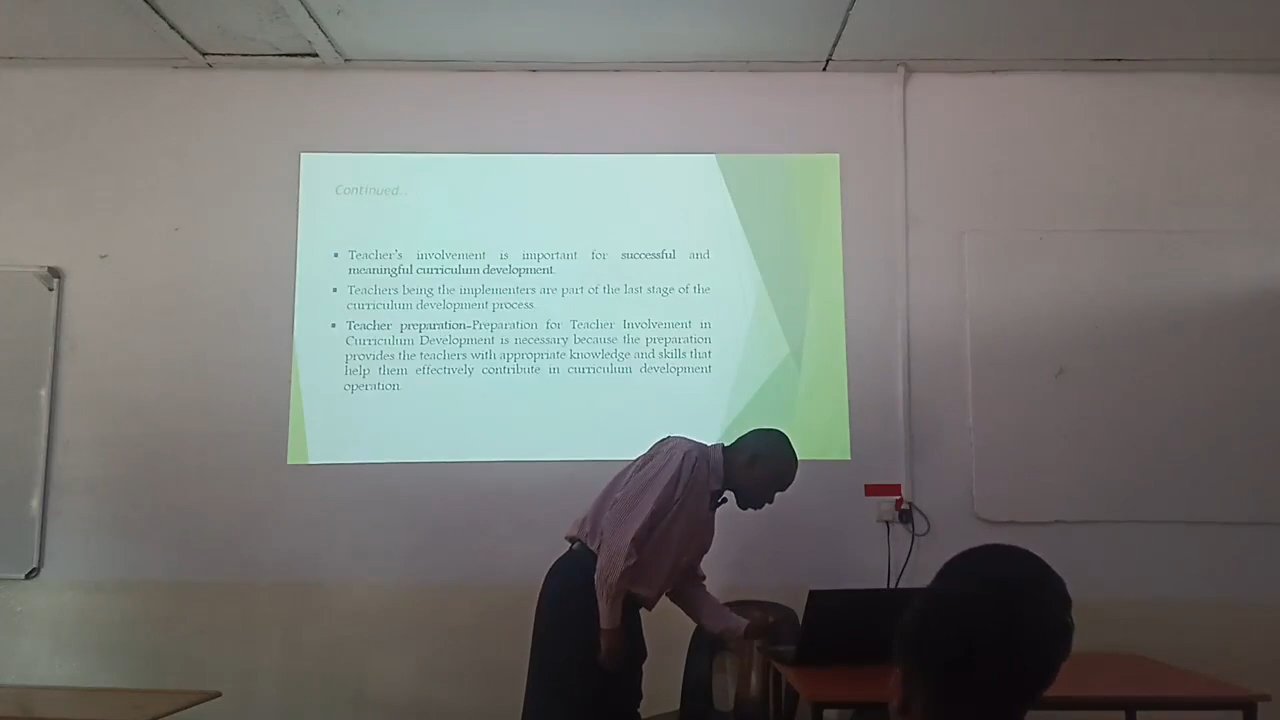 Continued...
▪ Teacher's involvement is important for successful and
meaningful curriculum development.
▪ Teachers being the implementers are part of the last stage of the
curriculum development process.
▪ Teacher preparation-Preparation for Teacher Involvement in
Curriculum Development is necessary because the preparation
provides the teachers with appropriate knowledge and skills that
help them effectively contribute in curriculum development
operation.